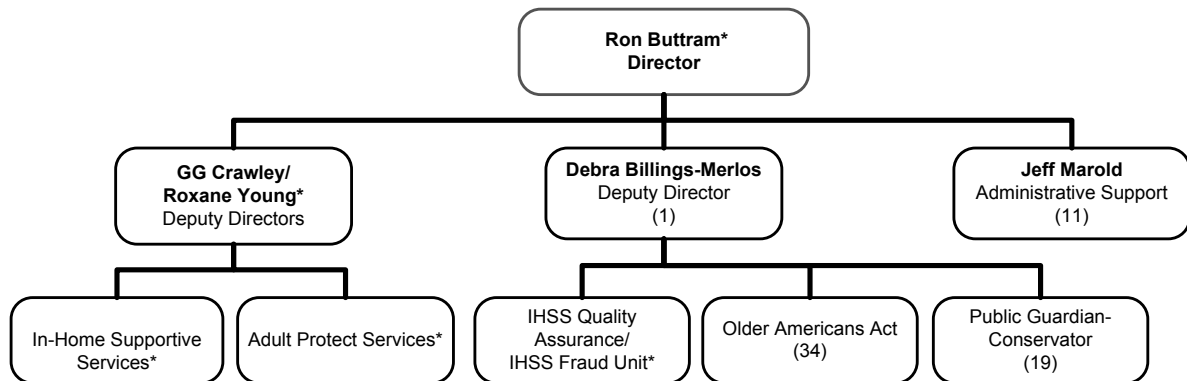 Ron Buttram*
Director
GG Crawley/
Roxane Young*
Deputy Directors
Debra Billings-Merlos
Deputy Director
(1)
Jeff Marold
Administrative Support
(11)
In-Home Supportive
Services*
Adult Protect Services*
IHSS Quality
Assurance/
IHSS Fraud Unit*
Older Americans Act
(34)
Public Guardian-
Conservator
(19)